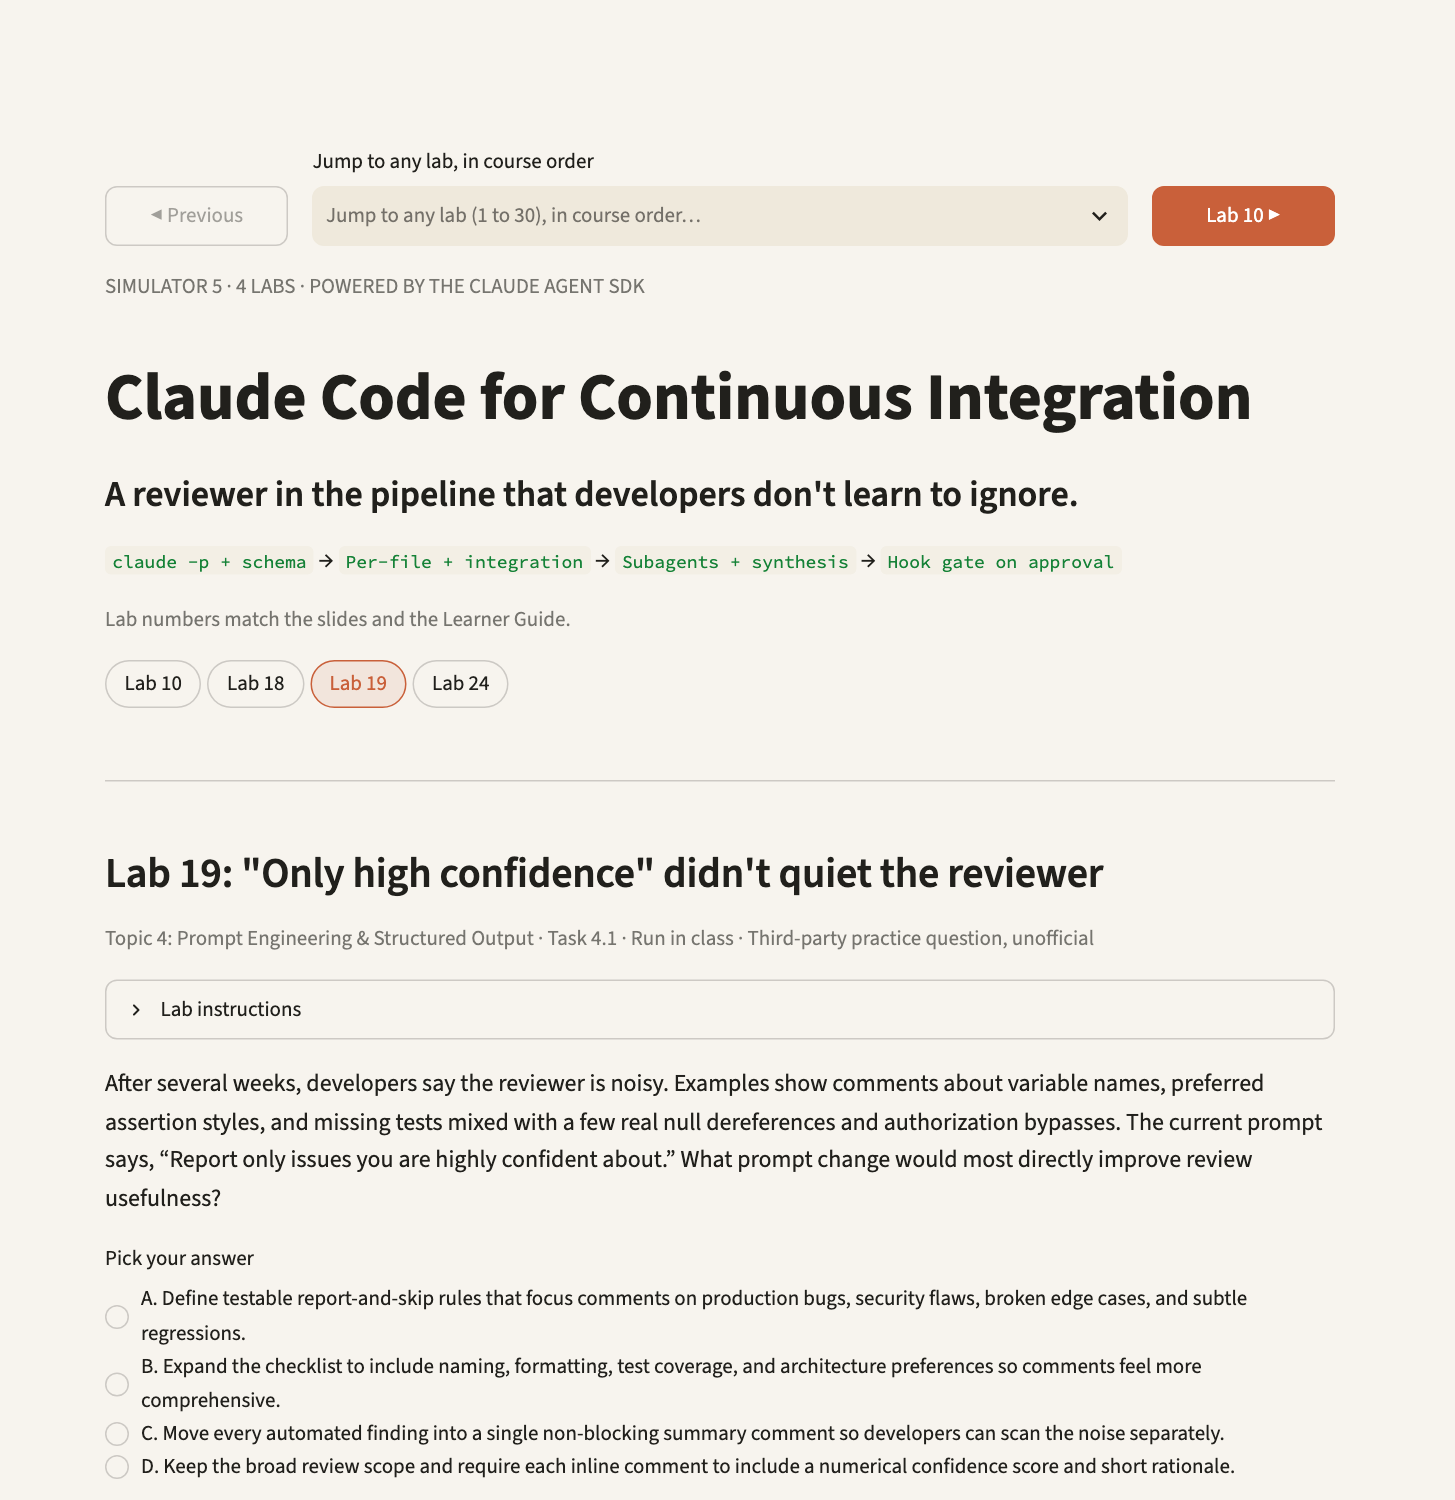 Jump to any lab, in course order
◀ Previous
Jump to any lab (1 to 30), in course order…
Lab 10 ▶
SIMULATOR 5 · 4 LABS · POWERED BY THE CLAUDE AGENT SDK
Claude Code for Continuous Integration
A reviewer in the pipeline that developers don't learn to ignore.
claude -p + schema → Per-file + integration → Subagents + synthesis → Hook gate on approval
Lab numbers match the slides and the Learner Guide.
Lab 10 Lab 18 Lab 19 Lab 24
Lab 19: "Only high confidence" didn't quiet the reviewer
Topic 4: Prompt Engineering & Structured Output · Task 4.1 · Run in class · Third-party practice question, unofficial
Lab instructions
After several weeks, developers say the reviewer is noisy. Examples show comments about variable names, preferred
assertion styles, and missing tests mixed with a few real null dereferences and authorization bypasses. The current prompt
says, “Report only issues you are highly confident about.” What prompt change would most directly improve review
usefulness?
Pick your answer
A. Define testable report-and-skip rules that focus comments on production bugs, security flaws, broken edge cases, and subtle
regressions.
B. Expand the checklist to include naming, formatting, test coverage, and architecture preferences so comments feel more
comprehensive.
C. Move every automated finding into a single non-blocking summary comment so developers can scan the noise separately.
D. Keep the broad review scope and require each inline comment to include a numerical confidence score and short rationale.